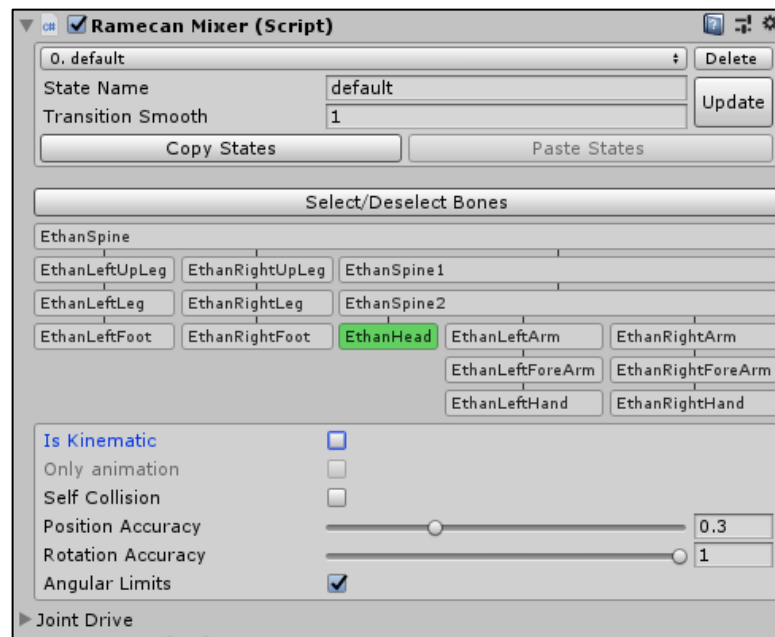 Ramecan Mixer (Script)
0. default Delete
State Name default
Update
Transition Smooth 1
Copy States Paste States
Select/Deselect Bones
EthanSpine
EthanLeftUpLeg EthanRightUpLeg EthanSpine1
EthanLeftLeg EthanRightLeg EthanSpine2
EthanLeftFoot EthanRightFoot EthanHead EthanLeftArm EthanRightArm
EthanLeftForeArm EthanRightForeArm
EthanLeftHand EthanRightHand
Is Kinematic
Only animation
Self Collision
Position Accuracy 0.3
Rotation Accuracy 1
Angular Limits
Joint Drive